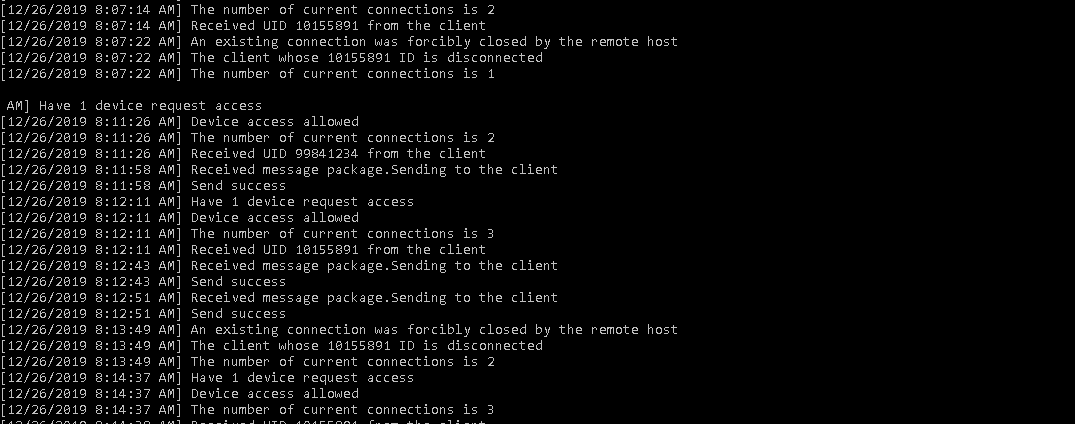 [12/26/2019 8:07:14 AM] The number of current connections is 2
[12/26/2019 8:07:14 AM] Received UID 10155891 from the client
[12/26/2019 8:07:22 AM] An existing connection was forcibly closed by the remote host
[12/26/2019 8:07:22 AM] The client whose 10155891 ID is disconnected
[12/26/2019 8:07:22 AM] The number of current connections is 1
AM] Have 1 device request access
[12/26/2019 8:11:26 AM] Device access allowed
[12/26/2019 8:11:26 AM] The number of current connections is 2
[12/26/2019 8:11:26 AM] Received UID 99841234 from the client
[12/26/2019 8:11:58 AM] Received message package.Sending to the client
[12/26/2019 8:11:58 AM] Send success
[12/26/2019 8:12:11 AM] Have 1 device request access
[12/26/2019 8:12:11 AM] Device access allowed
[12/26/2019 8:12:11 AM] The number of current connections is 3
[12/26/2019 8:12:11 AM] Received UID 10155891 from the client
[12/26/2019 8:12:43 AM] Received message package.Sending to the client
[12/26/2019 8:12:43 AM] Send success
[12/26/2019 8:12:51 AM] Received message package.Sending to the client
[12/26/2019 8:12:51 AM] Send success
[12/26/2019 8:13:49 AM] An existing connection was forcibly closed by the remote host
[12/26/2019 8:13:49 AM] The client whose 10155891 ID is disconnected
[12/26/2019 8:13:49 AM] The number of current connections is 2
[12/26/2019 8:14:37 AM] Have 1 device request access
[12/26/2019 8:14:37 AM] Device access allowed
[12/26/2019 8:14:37 AM] The number of current connections is 3
[12/26/2019 8:14:38 AM] Received UID 10155891 from the client